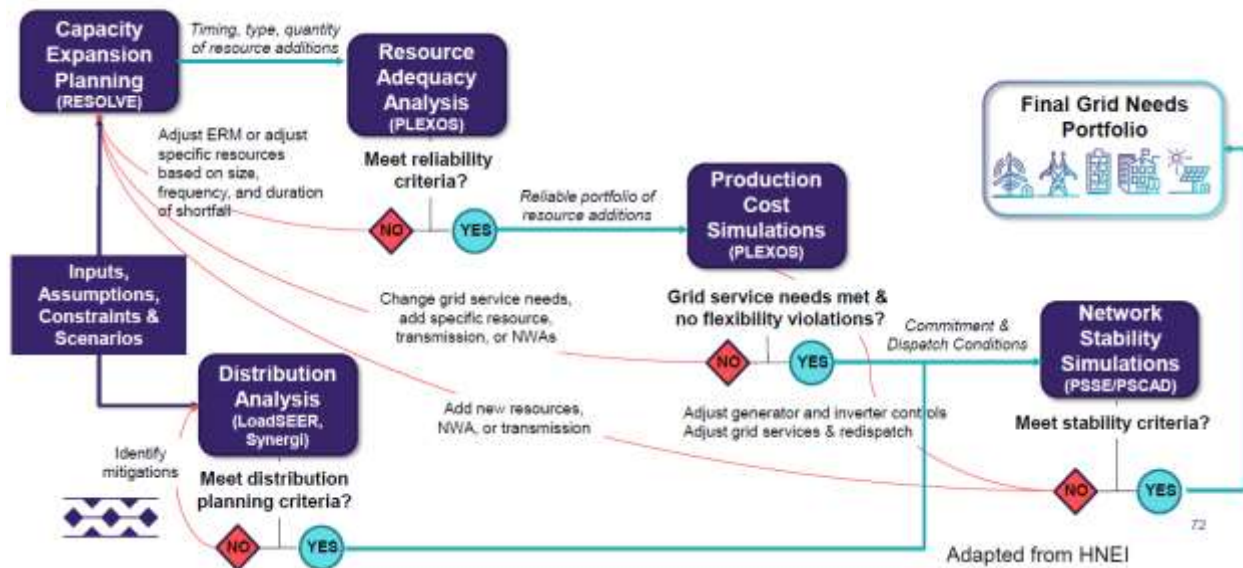 Capacity
Expansion
Planning
(RESOLVE)
Timing, type, quantity
of resource additions
Resource
Adequacy
Analysis
(PLEXOS)
Final Grid Needs
Portfolio
Adjust ERM or adjust
specific resources
based on size,
frequency, and duration
of shortfall
Meet reliability
criteria?
NO
YES
Reliable portfolio of
resource additions
Production
Cost
Simulations
(PLEXOS)
Inputs,
Assumptions,
Constraints &
Scenarios
Change grid service needs,
add specific resource,
transmission, or NWAs
Grid service needs met &
no flexibility violations?
NO
YES
Commitment &
Dispatch Conditions
Network
Stability
Simulations
(PSSE/PSCAD)
Distribution
Analysis
(LoadSEER,
Synergi)
Add new resources,
NWA, or transmission
Adjust generator and inverter controls
Adjust grid services & redispatch
Meet stability criteria?
Identify
mitigations
Meet distribution
planning criteria?
NO
YES
NO
YES
72
Adapted from HNEI